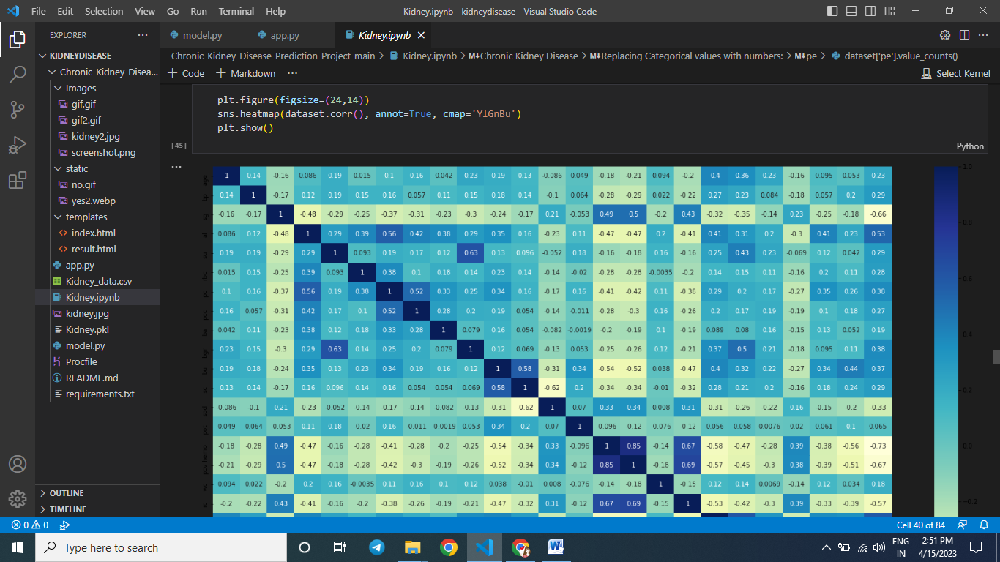 File Edit Selection View Go Run Terminal Help Kidney.ipynb - kidneydisease - Visual Studio Code
EXPLORER
KIDNEYDISEASE
Chronic-Kidney-Disea...
Images
gif.gif
gif2.gif
kidney2.jpg
screenshot.png
static
no.gif
yes2.webp
templates
index.html
result.html
app.py
Kidney_data.csv
Kidney.ipynb
kidney.jpg
Kidney.pkl
model.py
Procfile
README.md
requirements.txt
OUTLINE
TIMELINE
model.py app.py Kidney.ipynb
Chronic-Kidney-Disease-Prediction-Project-main > Kidney.ipynb > M↓Chronic Kidney Disease > M↓Replacing Categorical values with numbers: > M↓pe > dataset['pe'].value_counts()
+ Code + Markdown ... Select Kernel
plt.figure(figsize=(24,14))
sns.heatmap(dataset.corr(), annot=True, cmap='YlGnBu')
plt.show()
[45] Python
age 1 0.14 -0.16 0.086 0.19 0.015 0.1 0.16 0.042 0.23 0.19 0.13 -0.086 0.049 -0.18 -0.21 0.094 -0.2 0.4 0.36 0.23 -0.16 0.095 0.053 0.23
bp 0.14 1 -0.17 0.12 0.19 0.15 0.16 0.057 0.11 0.15 0.18 0.14 -0.1 0.064 -0.28 -0.29 0.022 -0.22 0.27 0.23 0.084 -0.18 0.057 0.2 0.29
sg -0.16 -0.17 1 -0.48 -0.29 -0.25 -0.37 -0.31 -0.23 -0.3 -0.24 -0.17 0.21 -0.053 0.49 0.5 -0.2 0.43 -0.32 -0.35 -0.14 0.23 -0.25 -0.18 -0.66
al 0.086 0.12 -0.48 1 0.29 0.39 0.56 0.42 0.38 0.29 0.35 0.16 -0.23 0.11 -0.47 -0.47 0.2 -0.41 0.41 0.31 0.2 -0.3 0.41 0.23 0.53
su 0.19 0.19 -0.29 0.29 1 0.093 0.19 0.17 0.12 0.63 0.13 0.096 -0.052 0.18 -0.16 -0.18 0.16 -0.16 0.25 0.43 0.23 -0.069 0.12 0.042 0.29
rbc 0.015 0.15 -0.25 0.39 0.093 1 0.38 0.1 0.18 0.14 0.23 0.14 -0.14 -0.02 -0.28 -0.28 -0.0035 -0.2 0.14 0.15 0.11 -0.16 0.2 0.11 0.28
pc 0.1 0.16 -0.37 0.56 0.19 0.38 1 0.52 0.33 0.25 0.34 0.16 -0.17 0.16 -0.41 -0.42 0.11 -0.38 0.29 0.2 0.17 -0.27 0.35 0.26 0.38
pcc 0.16 0.057 -0.31 0.42 0.17 0.1 0.52 1 0.28 0.2 0.19 0.054 -0.14 -0.011 -0.28 -0.3 0.16 -0.26 0.2 0.17 0.19 -0.19 0.1 0.18 0.27
ba 0.042 0.11 -0.23 0.38 0.12 0.18 0.33 0.28 1 0.079 0.16 0.054 -0.082 -0.0019 -0.2 -0.19 0.1 -0.19 0.089 0.08 0.16 -0.15 0.13 0.052 0.19
bgr 0.23 0.15 -0.3 0.29 0.63 0.14 0.25 0.2 0.079 1 0.12 0.069 -0.13 0.053 -0.25 -0.26 0.12 -0.21 0.37 0.5 0.21 -0.18 0.095 0.11 0.38
bu 0.19 0.18 -0.24 0.35 0.13 0.23 0.34 0.19 0.16 0.12 1 0.58 -0.31 0.34 -0.54 -0.52 0.038 -0.47 0.4 0.32 0.22 -0.27 0.34 0.44 0.37
sc 0.13 0.14 -0.17 0.16 0.096 0.14 0.16 0.054 0.054 0.069 0.58 1 -0.62 0.2 -0.34 -0.34 -0.01 -0.32 0.28 0.21 0.2 -0.16 0.18 0.24 0.29
sod -0.086 -0.1 0.21 -0.23 -0.052 -0.14 -0.17 -0.14 -0.082 -0.13 -0.31 -0.62 1 0.07 0.33 0.34 0.008 0.31 -0.31 -0.26 -0.22 0.16 -0.15 -0.2 -0.33
pot 0.049 0.064 -0.053 0.11 0.18 -0.02 0.16 -0.011 -0.0019 0.053 0.34 0.2 0.07 1 -0.096 -0.12 -0.076 -0.12 0.056 0.058 0.0076 0.02 0.061 0.1 0.065
hemo -0.18 -0.28 0.49 -0.47 -0.16 -0.28 -0.41 -0.28 -0.2 -0.25 -0.54 -0.34 0.33 -0.096 1 0.85 -0.14 0.67 -0.58 -0.47 -0.28 0.39 -0.38 -0.56 -0.73
pcv -0.21 -0.29 0.5 -0.47 -0.18 -0.28 -0.42 -0.3 -0.19 -0.26 -0.52 -0.34 0.34 -0.12 0.85 1 -0.18 0.69 -0.57 -0.45 -0.3 0.38 -0.39 -0.51 -0.67
wc 0.094 0.022 -0.2 0.2 0.16 -0.0035 0.11 0.16 0.1 0.12 0.038 -0.01 0.008 -0.076 -0.14 -0.18 1 -0.15 0.12 0.14 0.0069 -0.14 0.12 0.034 0.18
rc -0.2 -0.22 0.43 -0.41 -0.16 -0.2 -0.38 -0.26 -0.19 -0.21 -0.47 -0.32 0.31 -0.12 0.67 0.69 -0.15 1 -0.53 -0.42 -0.3 0.39 -0.33 -0.39 -0.57
1.0
0.8
0.6
0.4
0.2
0.0
-0.2
0 0 Cell 40 of 84
Type here to search
ENG
IN
2:51 PM
4/15/2023